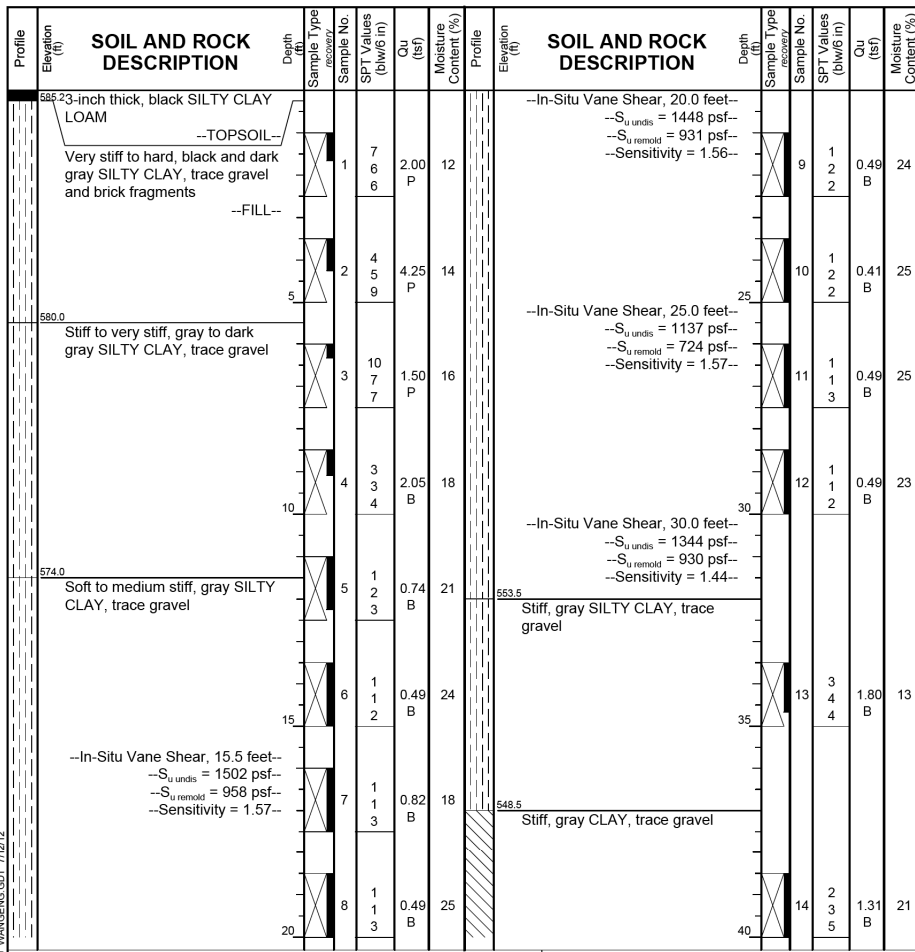 Profile
Elevation (ft)
SOIL AND ROCK
DESCRIPTION
Depth (ft)
Sample Type
recovery
Sample No.
SPT Values
(blw/6 in)
Qu
(tsf)
Moisture
Content (%)
585.2
3-inch thick, black SILTY CLAY
LOAM
--TOPSOIL--
Very stiff to hard, black and dark
gray SILTY CLAY, trace gravel
and brick fragments
--FILL--
1
7
6
6
2.00
P
12
2
4
5
9
4.25
P
14
5
580.0
Stiff to very stiff, gray to dark
gray SILTY CLAY, trace gravel
3
10
7
7
1.50
P
16
4
3
3
4
2.05
B
18
10
574.0
Soft to medium stiff, gray SILTY
CLAY, trace gravel
5
1
2
3
0.74
B
21
6
1
1
2
0.49
B
24
15
--In-Situ Vane Shear, 15.5 feet--
--Su undis = 1502 psf--
--Su remold = 958 psf--
--Sensitivity = 1.57--
7
1
1
3
0.82
B
18
8
1
1
3
0.49
B
25
20
Profile
Elevation (ft)
SOIL AND ROCK
DESCRIPTION
Depth (ft)
Sample Type
recovery
Sample No.
SPT Values
(blw/6 in)
Qu
(tsf)
Moisture
Content (%)
--In-Situ Vane Shear, 20.0 feet--
--Su undis = 1448 psf--
--Su remold = 931 psf--
--Sensitivity = 1.56--
9
1
2
2
0.49
B
24
10
1
2
2
0.41
B
25
25
--In-Situ Vane Shear, 25.0 feet--
--Su undis = 1137 psf--
--Su remold = 724 psf--
--Sensitivity = 1.57--
11
1
1
3
0.49
B
25
12
1
1
2
0.49
B
23
30
--In-Situ Vane Shear, 30.0 feet--
--Su undis = 1344 psf--
--Su remold = 930 psf--
--Sensitivity = 1.44--
553.5
Stiff, gray SILTY CLAY, trace
gravel
13
3
4
4
1.80
B
13
35
548.5
Stiff, gray CLAY, trace gravel
14
2
3
5
1.31
B
21
40
WANGENG.GDT 7/12/12